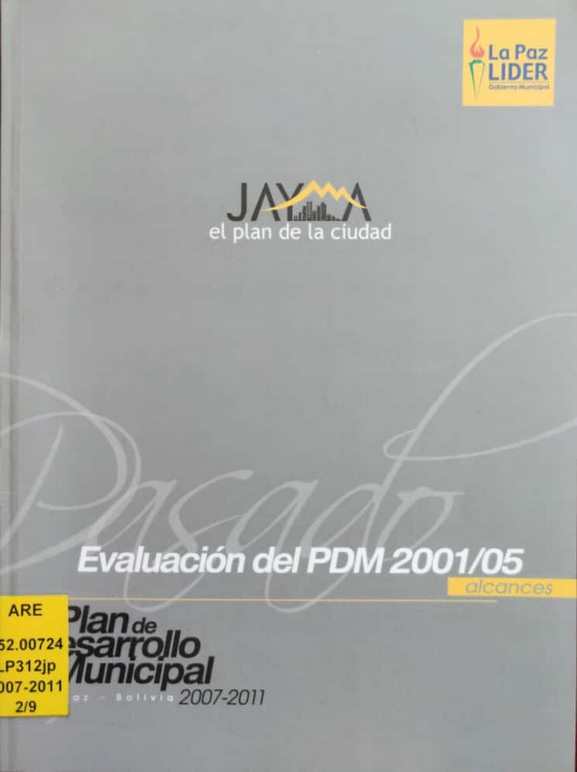 La Paz
LIDER
Gobierno Municipal
JAYMA
el plan de la ciudad
Pasado
Evaluación del PDM 2001/05
alcances
ARE
52.00724
LP312jp
007-2011
2/9
Plan de
esarrollo
Municipal
az - Bolivia 2007-2011